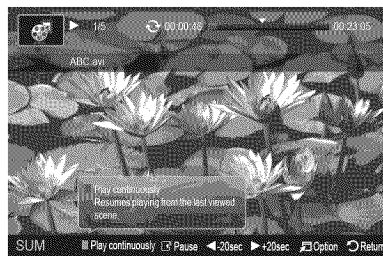 1/5 00:00:48 00:23:05
ABC.avi
Play continuously
Resumes playing from the last viewed
scene.
SUM Play continuously Pause -20sec +20sec Option Return